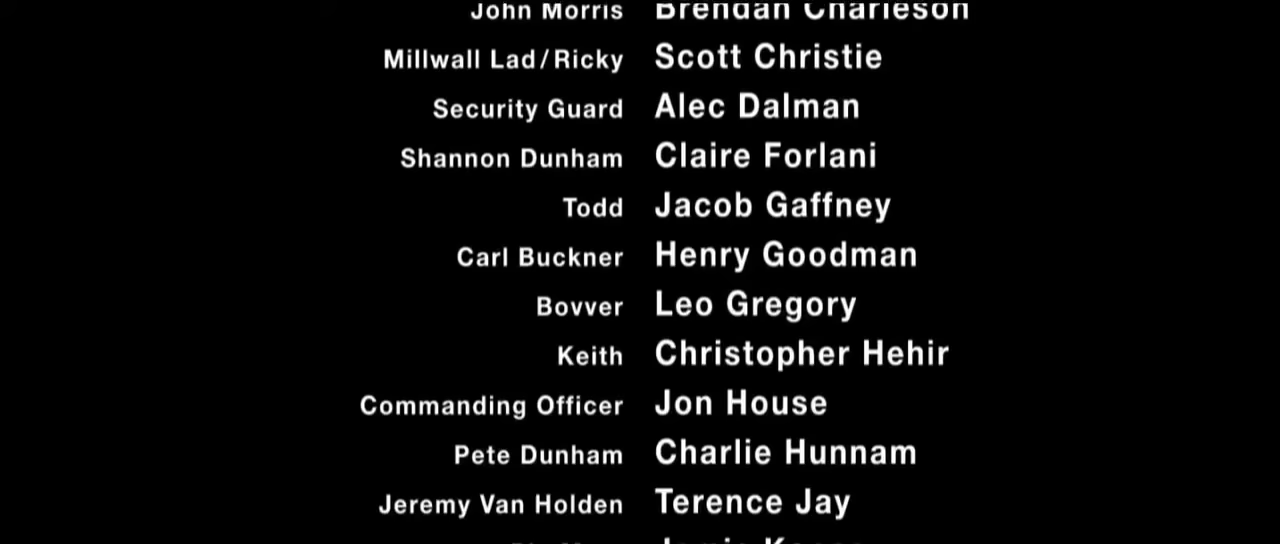 John Morris Brendan Charleson
Millwall Lad/Ricky Scott Christie
Security Guard Alec Dalman
Shannon Dunham Claire Forlani
Todd Jacob Gaffney
Carl Buckner Henry Goodman
Bovver Leo Gregory
Keith Christopher Hehir
Commanding Officer Jon House
Pete Dunham Charlie Hunnam
Jeremy Van Holden Terence Jay